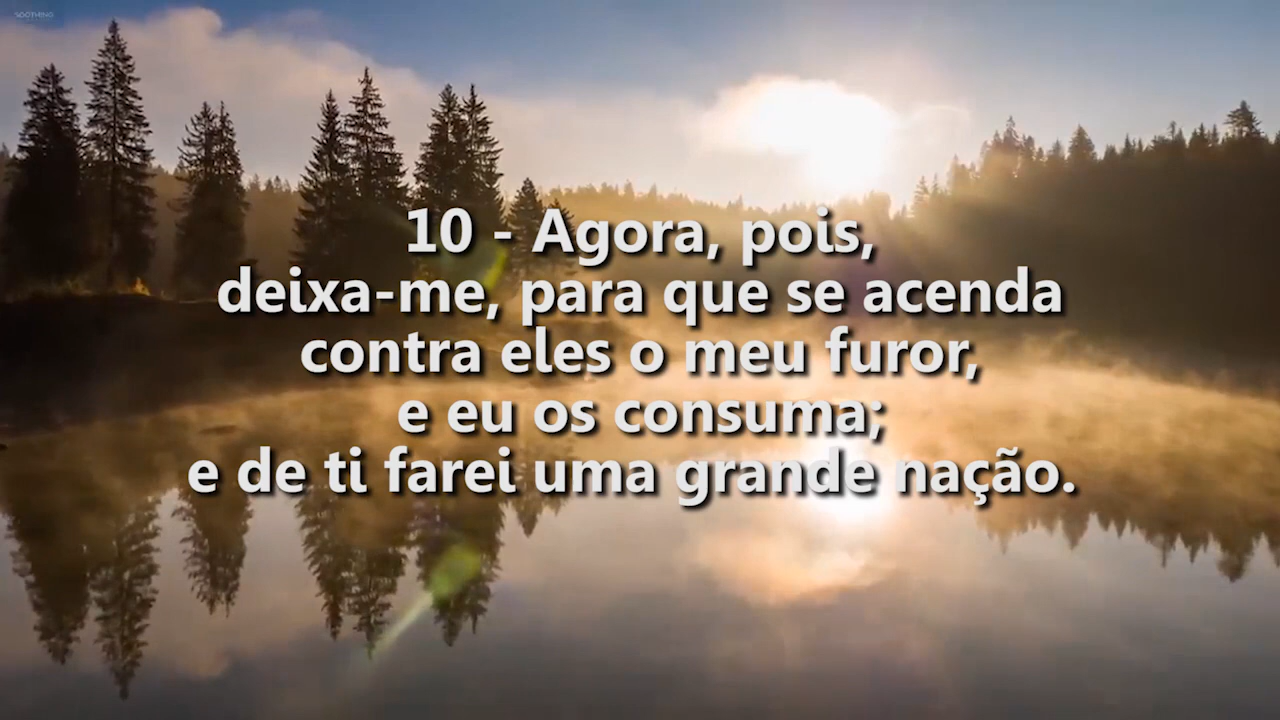 SOOTHING
10 - Agora, pois,
deixa-me, para que se acenda
contra eles o meu furor,
e eu os consuma;
e de ti farei uma grande nação.